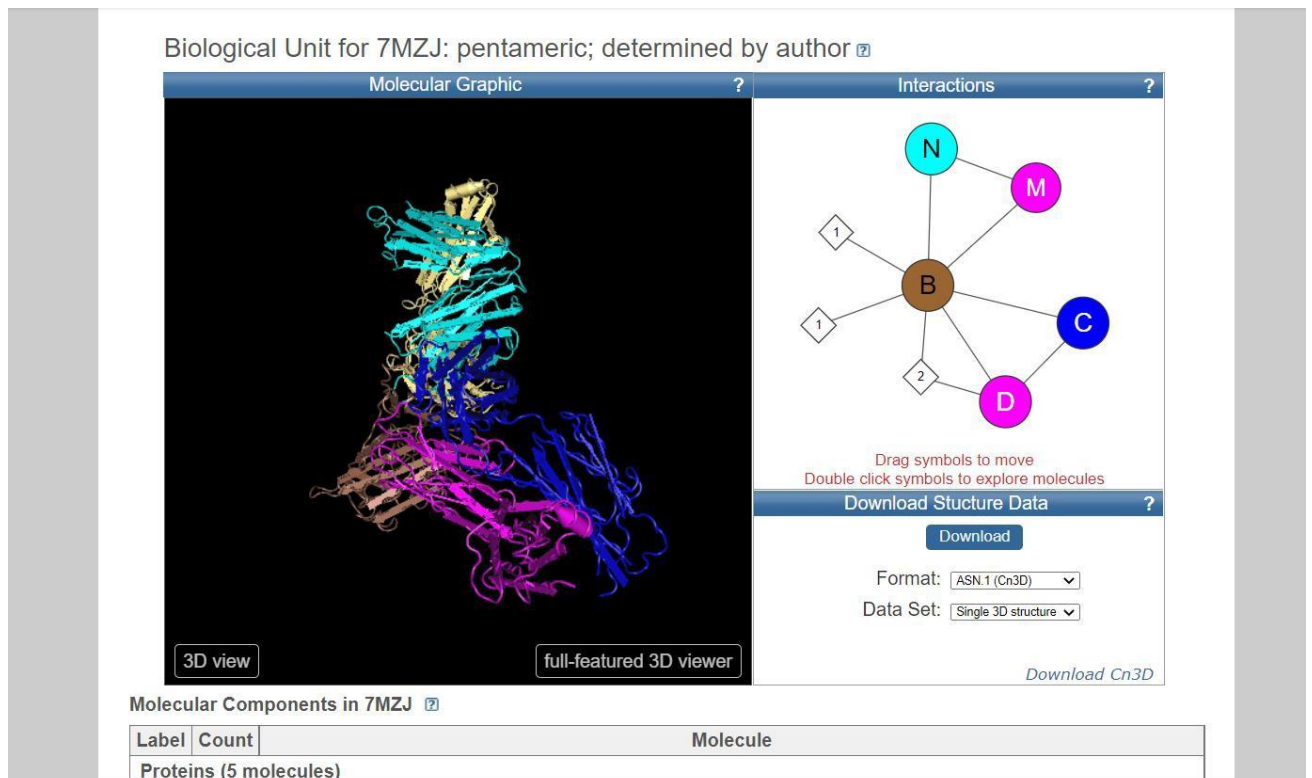 Biological Unit for 7MZJ: pentameric; determined by author ?
Molecular Graphic ?
Interactions ?
N
M
1
B
1
C
2
D
Drag symbols to move
Double click symbols to explore molecules
Download Stucture Data ?
Download
Format: ASN.1 (Cn3D)
Data Set: Single 3D structure
3D view
full-featured 3D viewer
Download Cn3D
Molecular Components in 7MZJ ?
Label Count Molecule
Proteins (5 molecules)